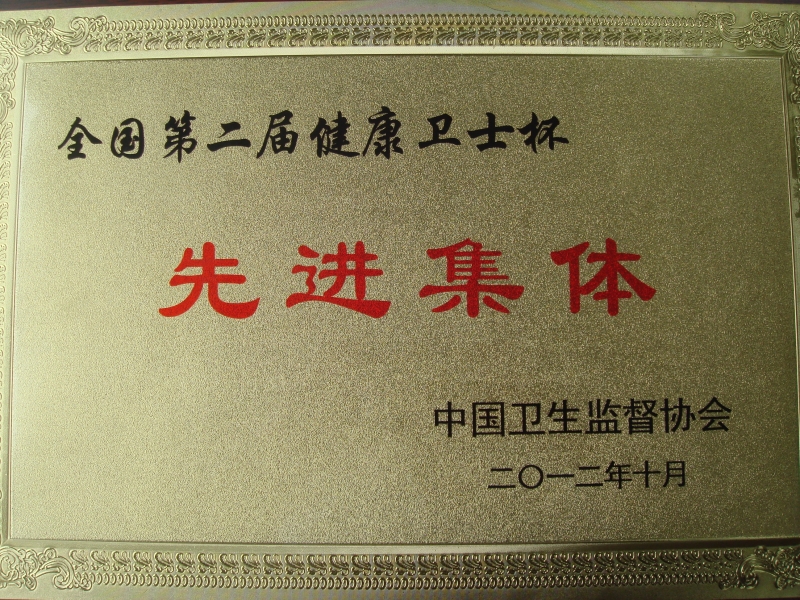 全国第二届健康卫士杯
先进集体
中国卫生监督协会
二〇一二年十月